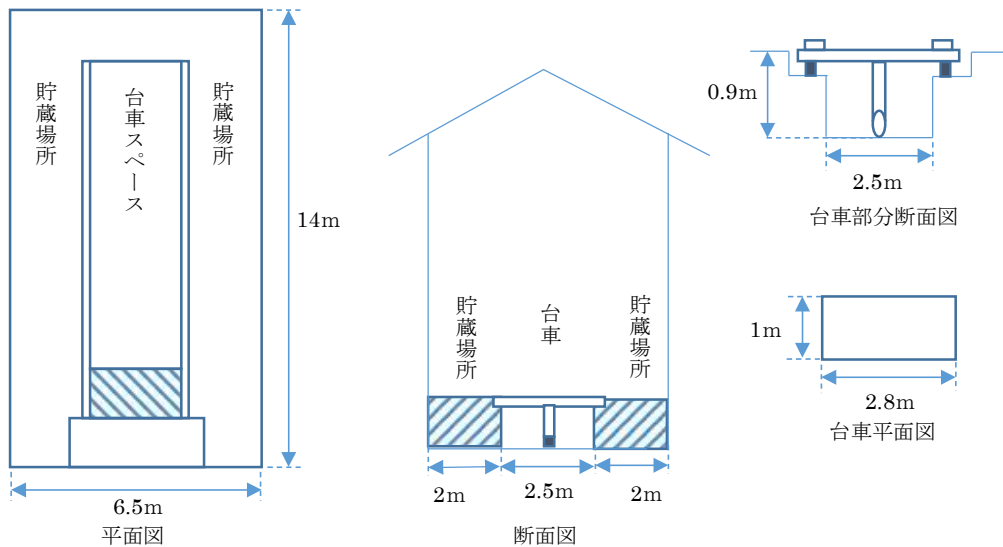 貯蔵場所
台車スペース
貯蔵場所
14m
6.5m
平面図
貯蔵場所
台車
貯蔵場所
2m
2.5m
2m
断面図
0.9m
2.5m
台車部分断面図
1m
2.8m
台車平面図